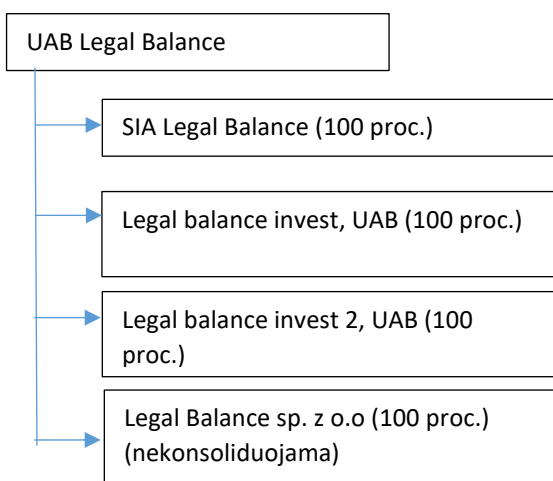 UAB Legal Balance
SIA Legal Balance (100 proc.)
Legal balance invest, UAB (100 proc.)
Legal balance invest 2, UAB (100
proc.)
Legal Balance sp. z o.o (100 proc.)
(nekonsoliduojama)